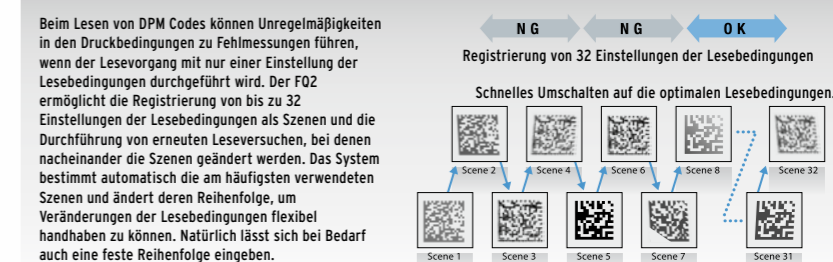 Beim Lesen von DPM Codes können Unregelmäßigkeiten
in den Druckbedingungen zu Fehlmessungen führen,
wenn der Lesevorgang mit nur einer Einstellung der
Lesebedingungen durchgeführt wird. Der FQ2
ermöglicht die Registrierung von bis zu 32
Einstellungen der Lesebedingungen als Szenen und die
Durchführung von erneuten Leseversuchen, bei denen
nacheinander die Szenen geändert werden. Das System
bestimmt automatisch die am häufigsten verwendeten
Szenen und ändert deren Reihenfolge, um
Veränderungen der Lesebedingungen flexibel
handhaben zu können. Natürlich lässt sich bei Bedarf
auch eine feste Reihenfolge eingeben.
NG NG OK
Registrierung von 32 Einstellungen der Lesebedingungen
Schnelles Umschalten auf die optimalen Lesebedingungen.
Scene 2 Scene 4 Scene 6 Scene 8 Scene 32
Scene 1 Scene 3 Scene 5 Scene 7 Scene 31